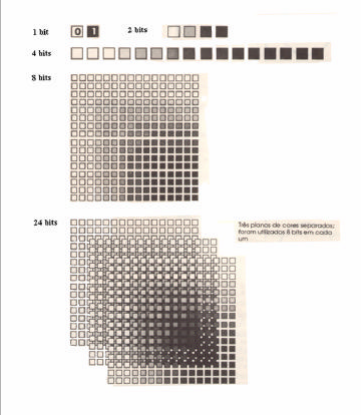 1 bit
0 1
2 bits
4 bits
8 bits
24 bits
Três planos de cores separados;
foram utilizados 8 bits em cada
um